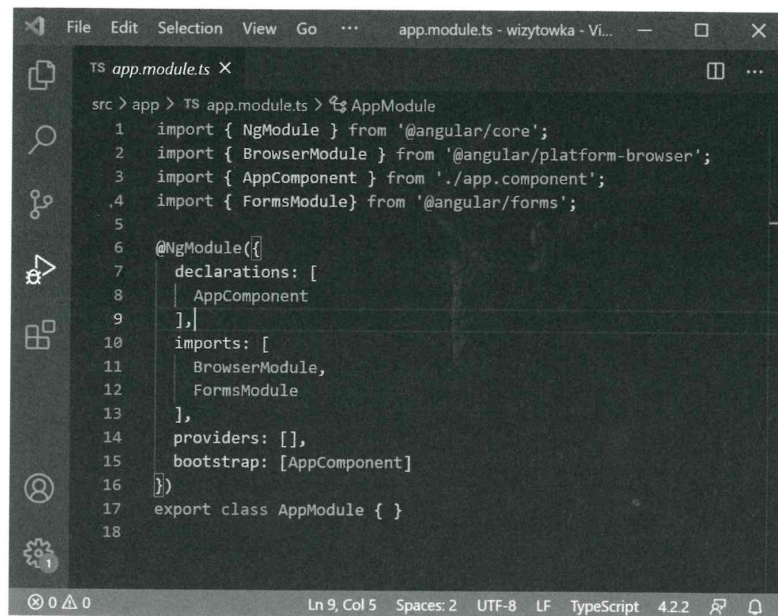 File Edit Selection View Go ··· app.module.ts - wizytowka - Vi...
TS app.module.ts
src > app > TS app.module.ts > AppModule
1 import { NgModule } from '@angular/core';
2 import { BrowserModule } from '@angular/platform-browser';
3 import { AppComponent } from './app.component';
4 import { FormsModule} from '@angular/forms';
5
6 @NgModule({
7 declarations: [
8 AppComponent
9 ],
10 imports: [
11 BrowserModule,
12 FormsModule
13 ],
14 providers: [],
15 bootstrap: [AppComponent]
16 })
17 export class AppModule { }
18
1
0 0 Ln 9, Col 5 Spaces: 2 UTF-8 LF TypeScript 4.2.2